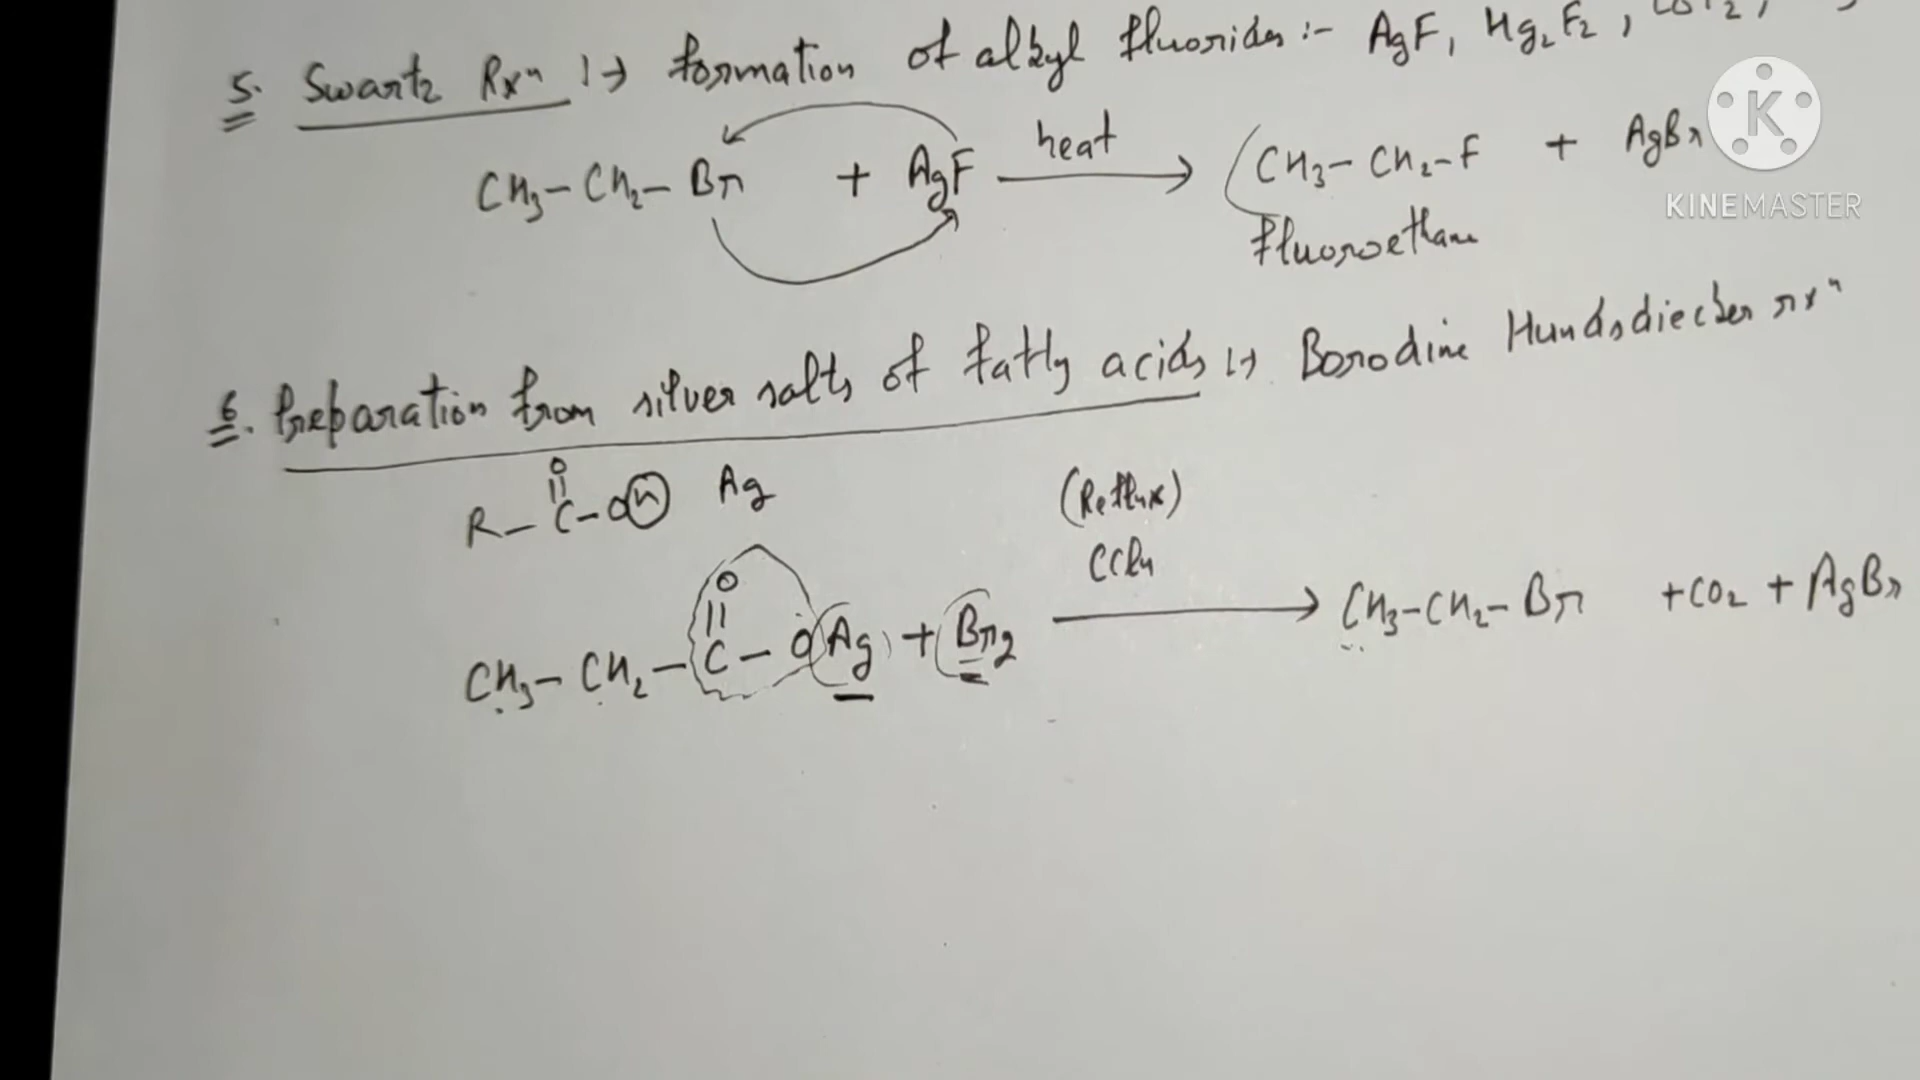 5. Swartz Rxⁿ :→ formation of alkyl fluorides :- AgF, Hg₂F₂,
CH₃-CH₂-Br + AgF heat → CH₃-CH₂-F + AgBr
Fluoroethane
6. Preparation from silver salts of fatty acids :→ Borodine Hundsdiecker rxⁿ
R-C-OH Ag
O
(Reflux)
CCl₄
O
CH₃-CH₂-C-OAg + Br₂ → CH₃-CH₂-Br + CO₂ + AgBr
K
KINEMASTER